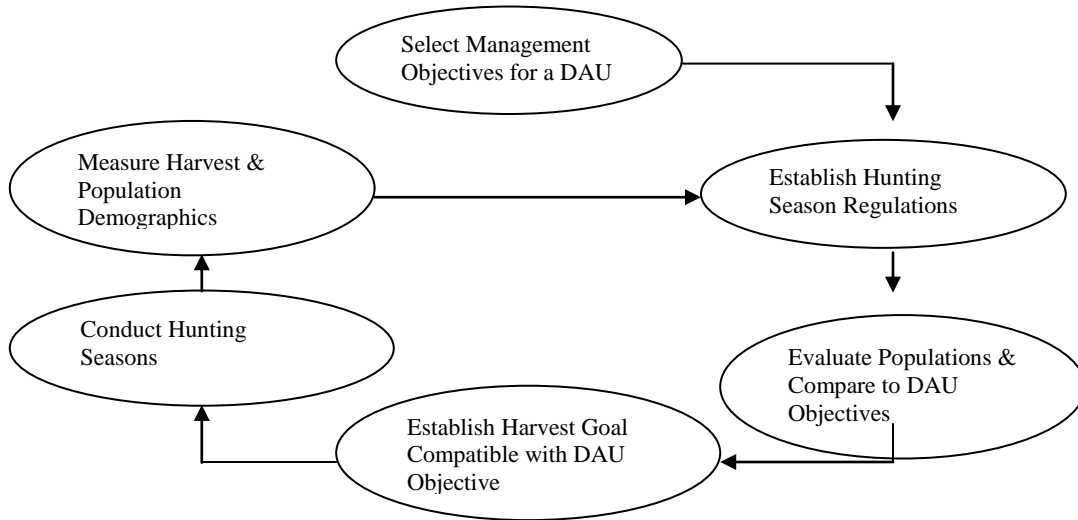 Select Management
Objectives for a DAU
Measure Harvest &
Population
Demographics
Establish Hunting
Season Regulations
Conduct Hunting
Seasons
Evaluate Populations &
Compare to DAU
Objectives
Establish Harvest Goal
Compatible with DAU
Objective